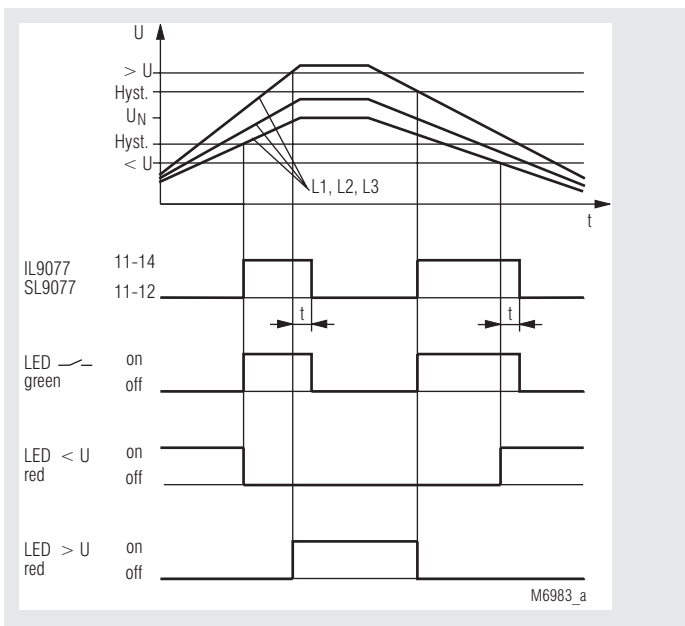 U
> U
Hyst.
UN
Hyst.
< U
L1, L2, L3
t
IL9077 11-14
SL9077 11-12
t t
LED on
green off
LED < U on
red off
LED > U on
red off
M6983_a